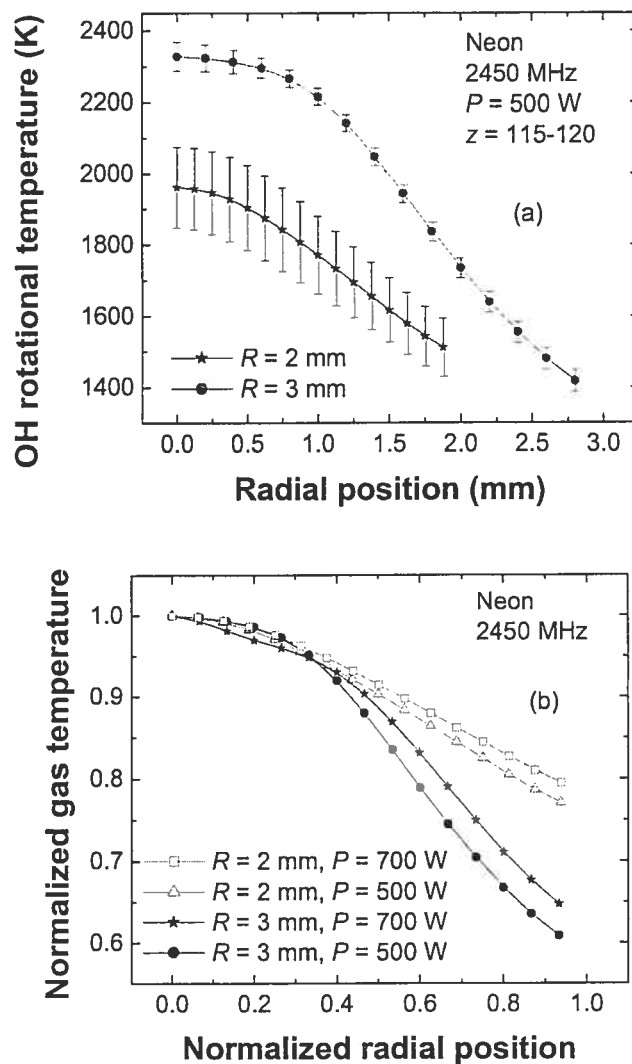 2400
2200
2000
1800
1600
1400
OH rotational temperature (K)
Neon
2450 MHz
P = 500 W
z = 115-120
(a)
R = 2 mm
R = 3 mm
0.0 0.5 1.0 1.5 2.0 2.5 3.0
Radial position (mm)
1.0
0.9
0.8
0.7
0.6
Normalized gas temperature
Neon
2450 MHz
(b)
R = 2 mm, P = 700 W
R = 2 mm, P = 500 W
R = 3 mm, P = 700 W
R = 3 mm, P = 500 W
0.0 0.2 0.4 0.6 0.8 1.0
Normalized radial position